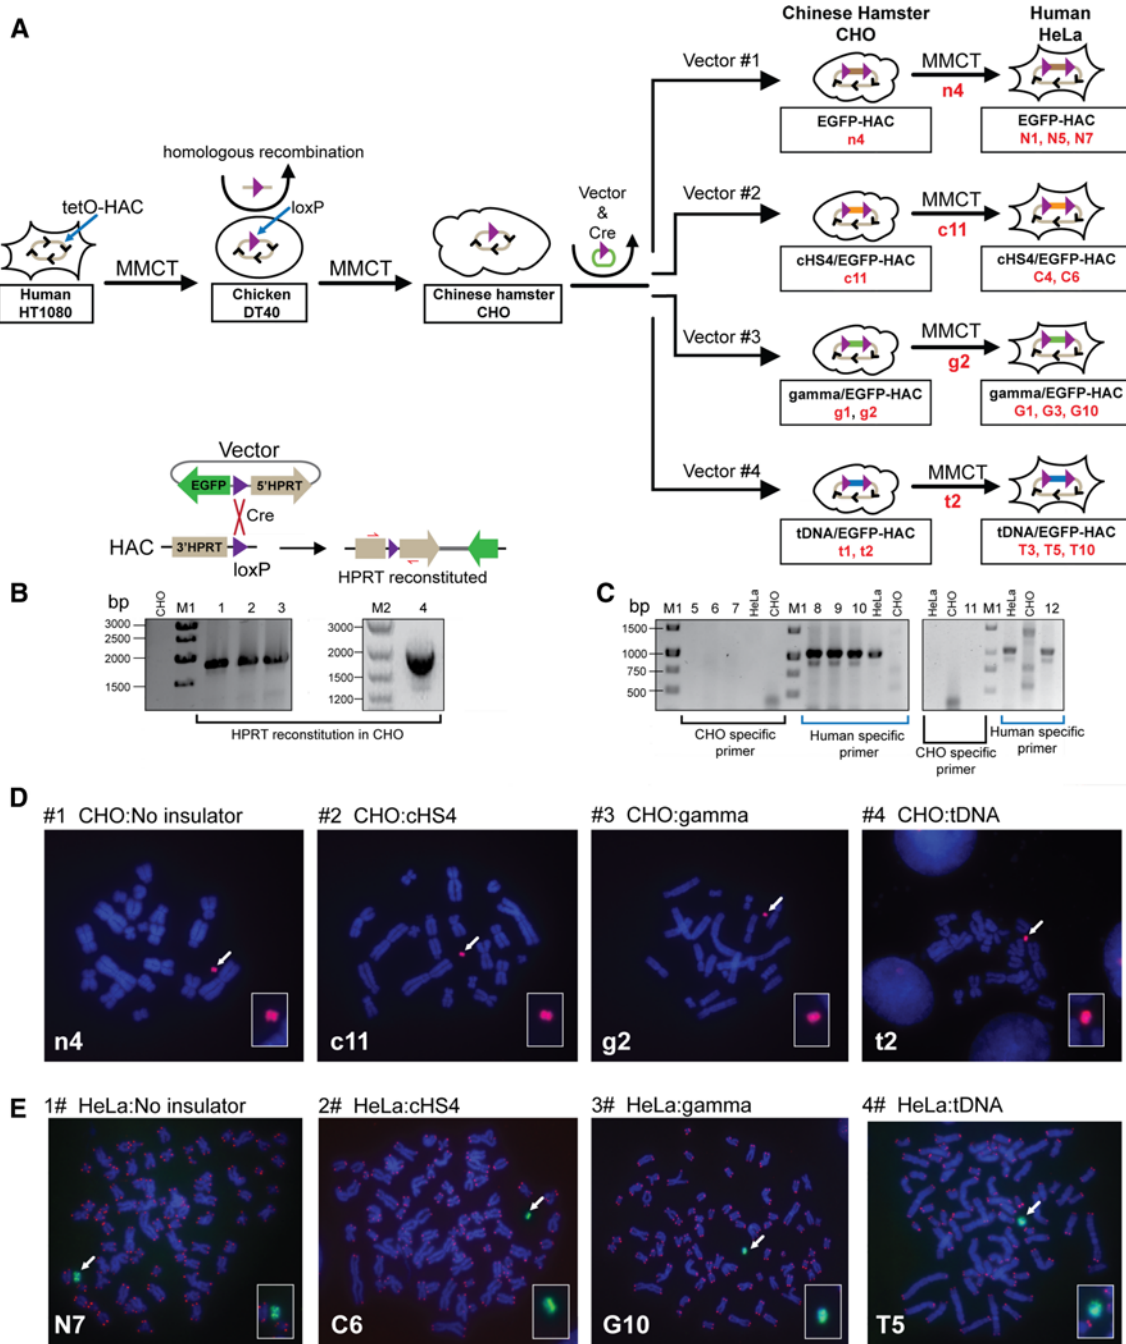 A
Chinese Hamster
CHO
Human
HeLa
Vector #1
MMCT
n4
EGFP-HAC
n4
EGFP-HAC
N1, N5, N7
homologous recombination
tetO-HAC
loxP
Vector
&
Cre
MMCT
MMCT
Human
HT1080
Chicken
DT40
Chinese hamster
CHO
Vector #2
MMCT
c11
cHS4/EGFP-HAC
c11
cHS4/EGFP-HAC
C4, C6
Vector #3
MMCT
g2
gamma/EGFP-HAC
g1, g2
gamma/EGFP-HAC
G1, G3, G10
Vector #4
MMCT
t2
tDNA/EGFP-HAC
t1, t2
tDNA/EGFP-HAC
T3, T5, T10
Vector
EGFP
5'HPRT
Cre
HAC
3'HPRT
loxP
HPRT reconstituted
B
bp
CHO
M1
1
2
3
3000
2500
2000
1500
M2
4
3000
2000
1500
1200
HPRT reconstitution in CHO
C
bp
M1
5
6
7
HeLa
CHO
M1
8
9
10
HeLa
CHO
1500
1000
750
500
HeLa
CHO
11
M1
HeLa
CHO
12
CHO specific
primer
Human specific
primer
CHO specific
primer
Human specific
primer
D
#1 CHO:No insulator
#2 CHO:cHS4
#3 CHO:gamma
#4 CHO:tDNA
n4
c11
g2
t2
E
1# HeLa:No insulator
2# HeLa:cHS4
3# HeLa:gamma
4# HeLa:tDNA
N7
C6
G10
T5